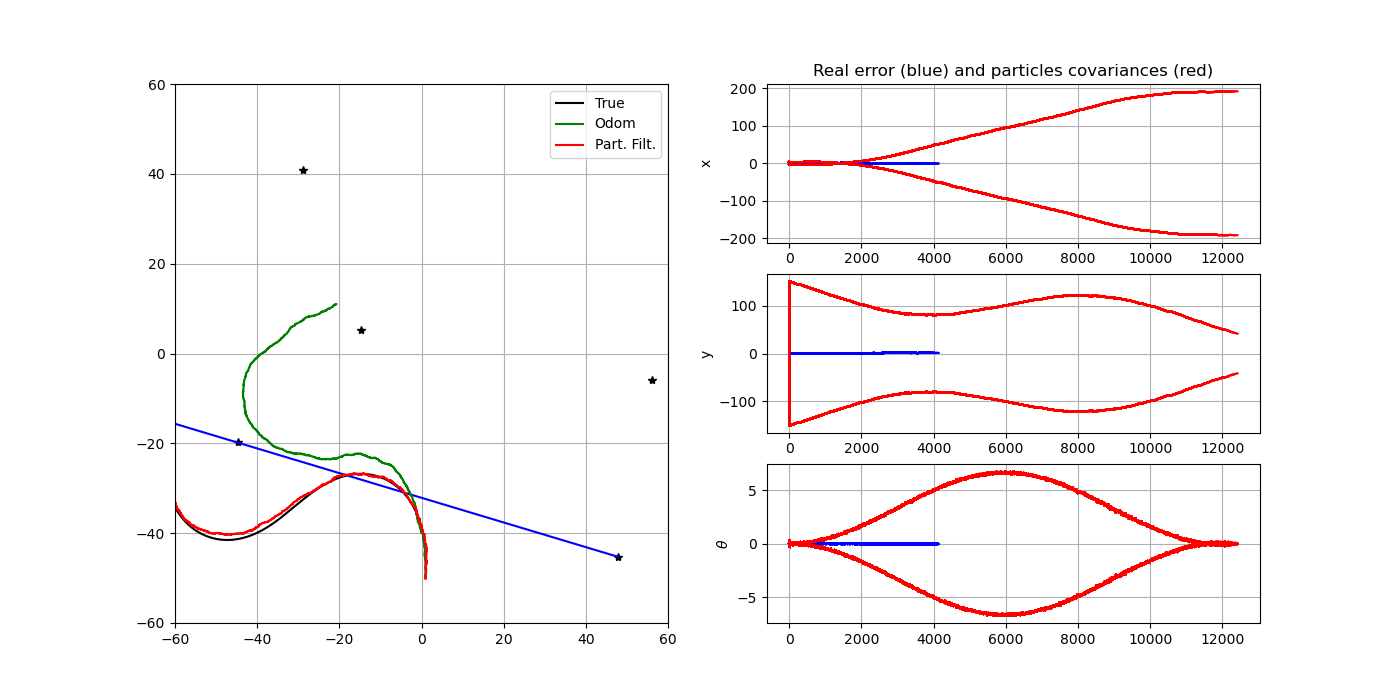 60
40
20
0
−20
−40
−60
−60 −40 −20 0 20 40 60
True
Odom
Part. Filt.
Real error (blue) and particles covariances (red)
x
200
100
0
−100
−200
0 2000 4000 6000 8000 10000 12000
y
100
0
−100
0 2000 4000 6000 8000 10000 12000
θ
5
0
−5
0 2000 4000 6000 8000 10000 12000